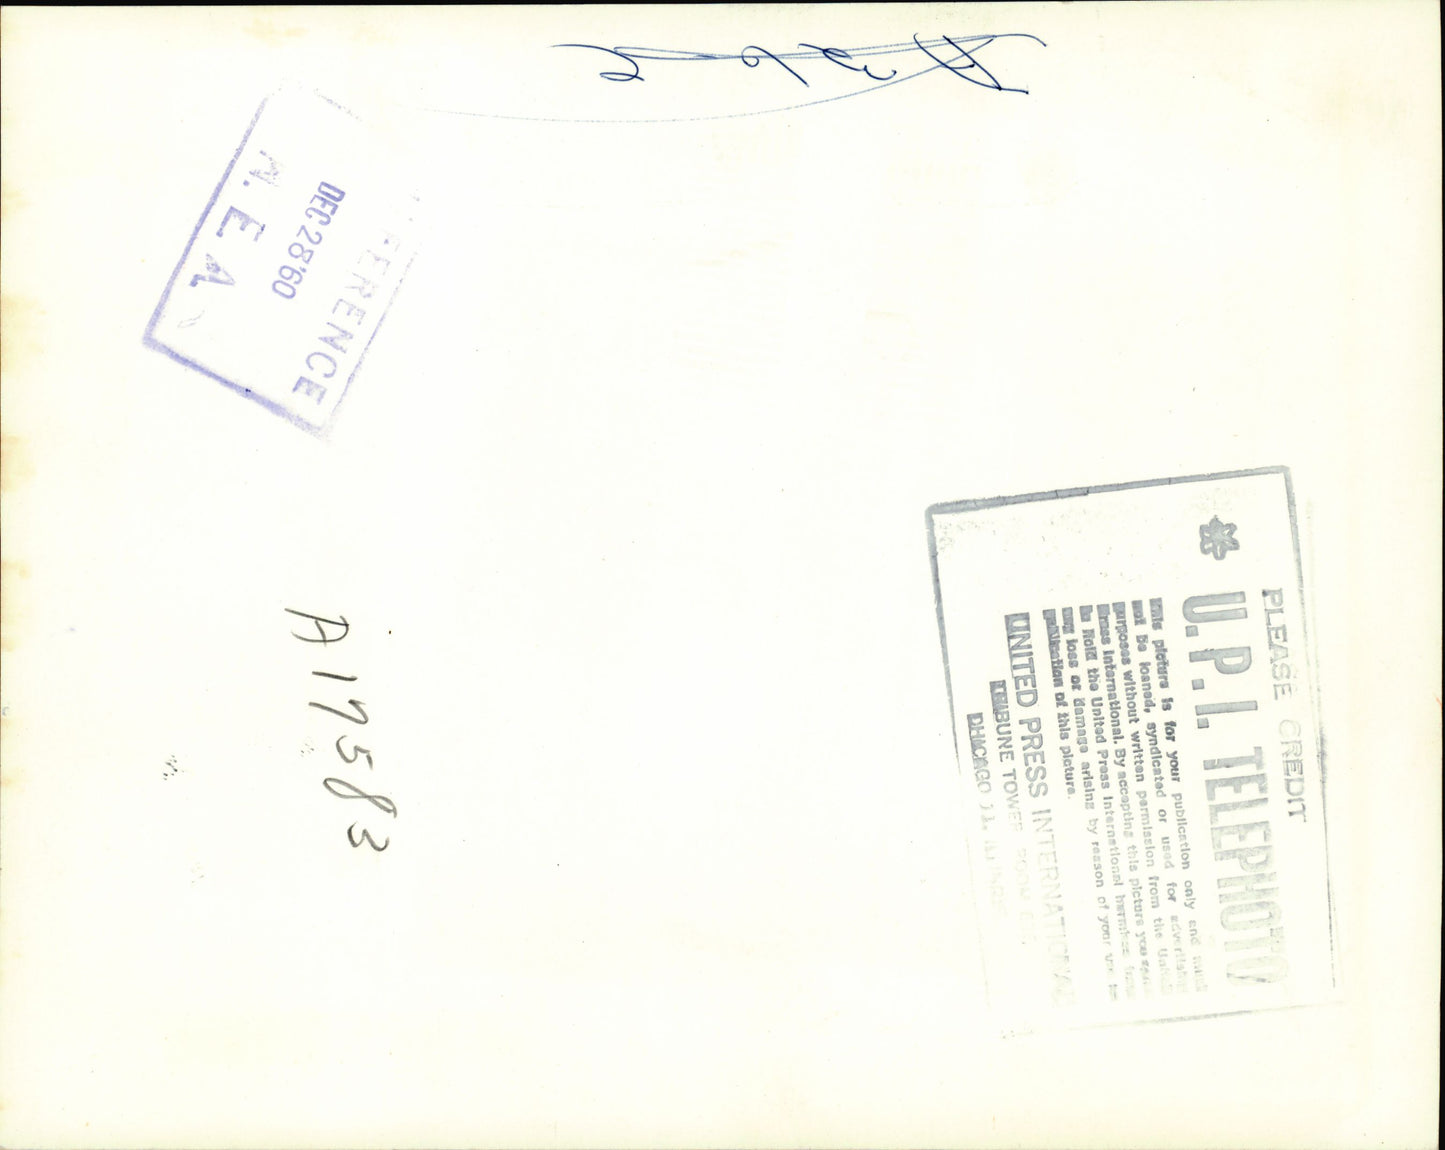 REFERENCE
DEC 28 '60
N.E.A
A17583
PLEASE CREDIT
U.P.I. TELEPHOTO
This picture is for your publication only and must
not be loaned, syndicated or used for advertising
purposes without written permission from the United
Press International. By accepting this picture you agree
to hold the United Press International harmless from
any loss or damage arising by reason of your use or
publication of this picture.
UNITED PRESS INTERNATIONAL
TRIBUNE TOWER ROOM
CHICAGO 11, ILLINOIS